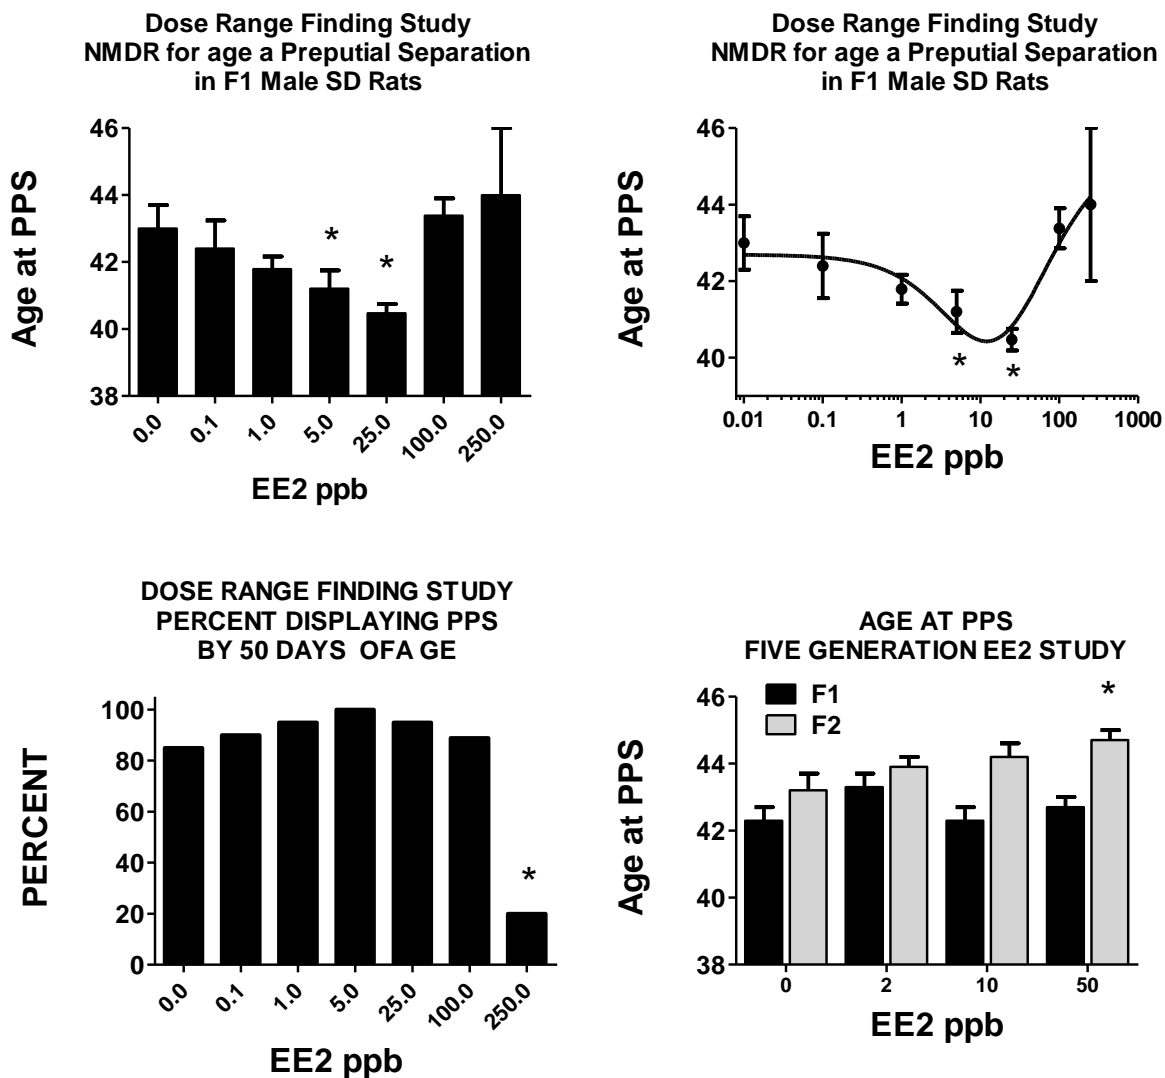 Dose Range Finding Study
NMDR for age a Preputial Separation
in F1 Male SD Rats
46
44
42
40
38
Age at PPS
*
*
0.0
0.1
1.0
5.0
25.0
100.0
250.0
EE2 ppb
Dose Range Finding Study
NMDR for age a Preputial Separation
in F1 Male SD Rats
46
44
42
40
Age at PPS
*
*
0.01
0.1
1
10
100
1000
EE2 ppb
DOSE RANGE FINDING STUDY
PERCENT DISPLAYING PPS
BY 50 DAYS OFA GE
100
80
60
40
20
0
PERCENT
*
0.0
0.1
1.0
5.0
25.0
100.0
250.0
EE2 ppb
AGE AT PPS
FIVE GENERATION EE2 STUDY
F1
F2
*
46
44
42
40
38
Age at PPS
0
2
10
50
EE2 ppb